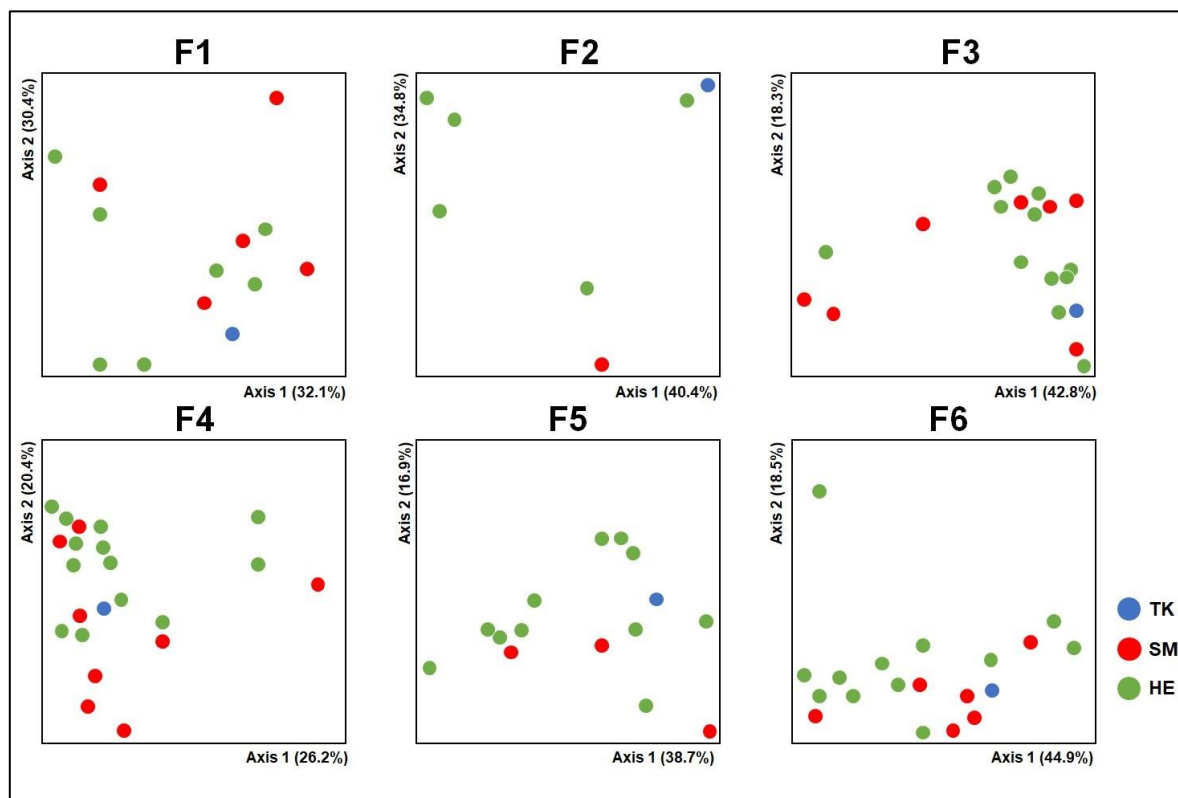 F1
F2
F3
Axis 2 (30.4%)
Axis 1 (32.1%)
Axis 2 (34.8%)
Axis 1 (40.4%)
Axis 2 (18.3%)
Axis 1 (42.8%)
F4
F5
F6
Axis 2 (20.4%)
Axis 1 (26.2%)
Axis 2 (16.9%)
Axis 1 (38.7%)
Axis 2 (18.5%)
Axis 1 (44.9%)
TK
SM
HE